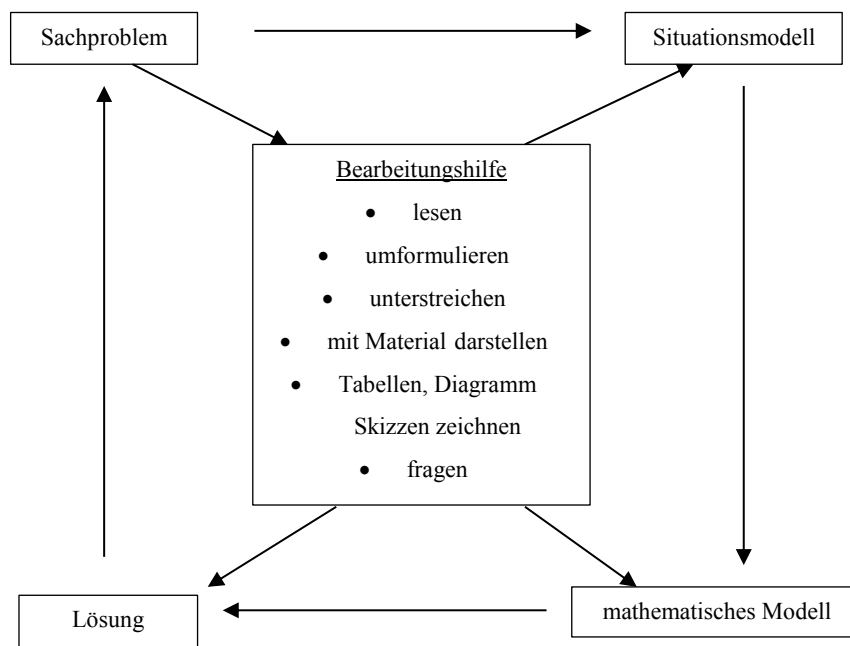 Sachproblem
Situationsmodell
Bearbeitungshilfe
• lesen
• umformulieren
• unterstreichen
• mit Material darstellen
• Tabellen, Diagramm
Skizzen zeichnen
• fragen
Lösung
mathematisches Modell